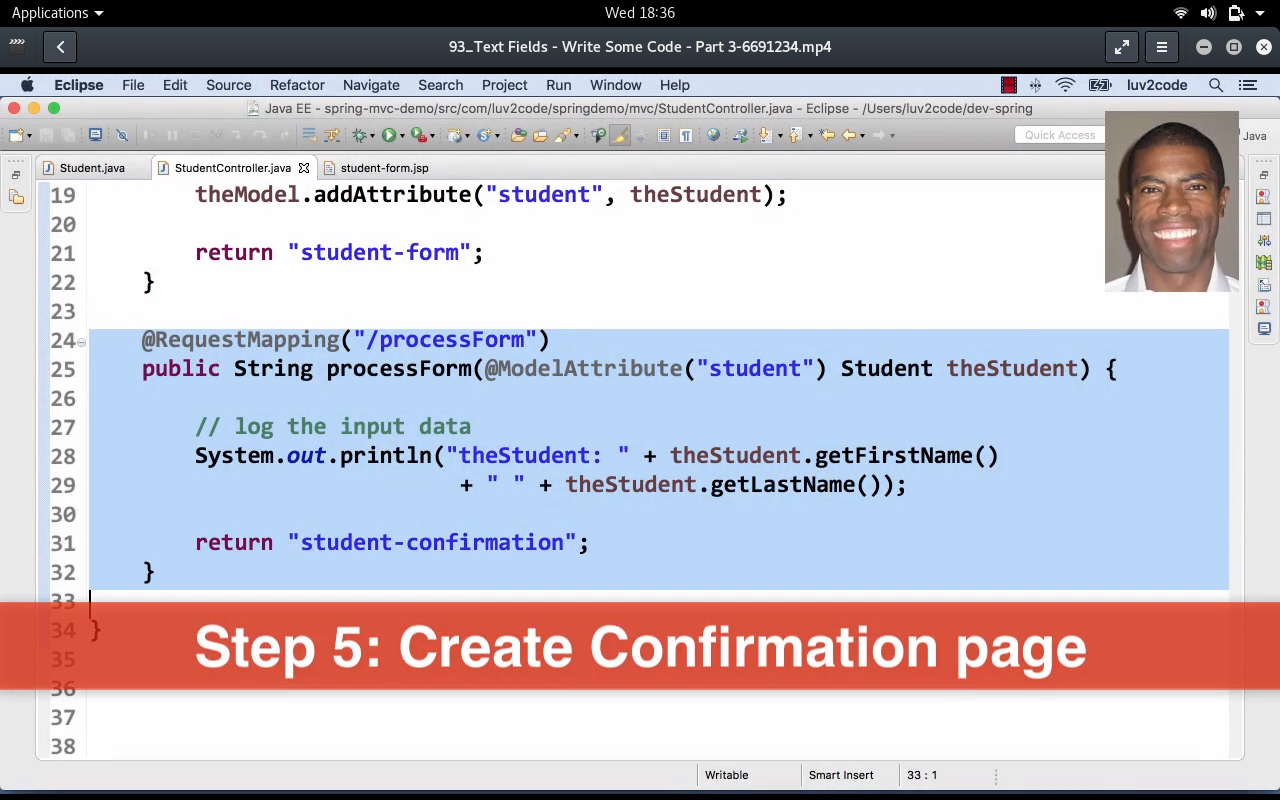 Applications
Wed 18:36
93_Text Fields - Write Some Code - Part 3-6691234.mp4
Eclipse File Edit Source Refactor Navigate Search Project Run Window Help luv2code
Java EE - spring-mvc-demo/src/com/luv2code/springdemo/mvc/StudentController.java - Eclipse - /Users/luv2code/dev-spring
Quick Access
Java
Student.java StudentController.java student-form.jsp
19 theModel.addAttribute("student", theStudent);
20
21 return "student-form";
22 }
23
24 @RequestMapping("/processForm")
25 public String processForm(@ModelAttribute("student") Student theStudent) {
26
27 // log the input data
28 System.out.println("theStudent: " + theStudent.getFirstName()
29 + " " + theStudent.getLastName());
30
31 return "student-confirmation";
32 }
33
34 }
35
36
37
38
Step 5: Create Confirmation page
Writable Smart Insert 33 : 1